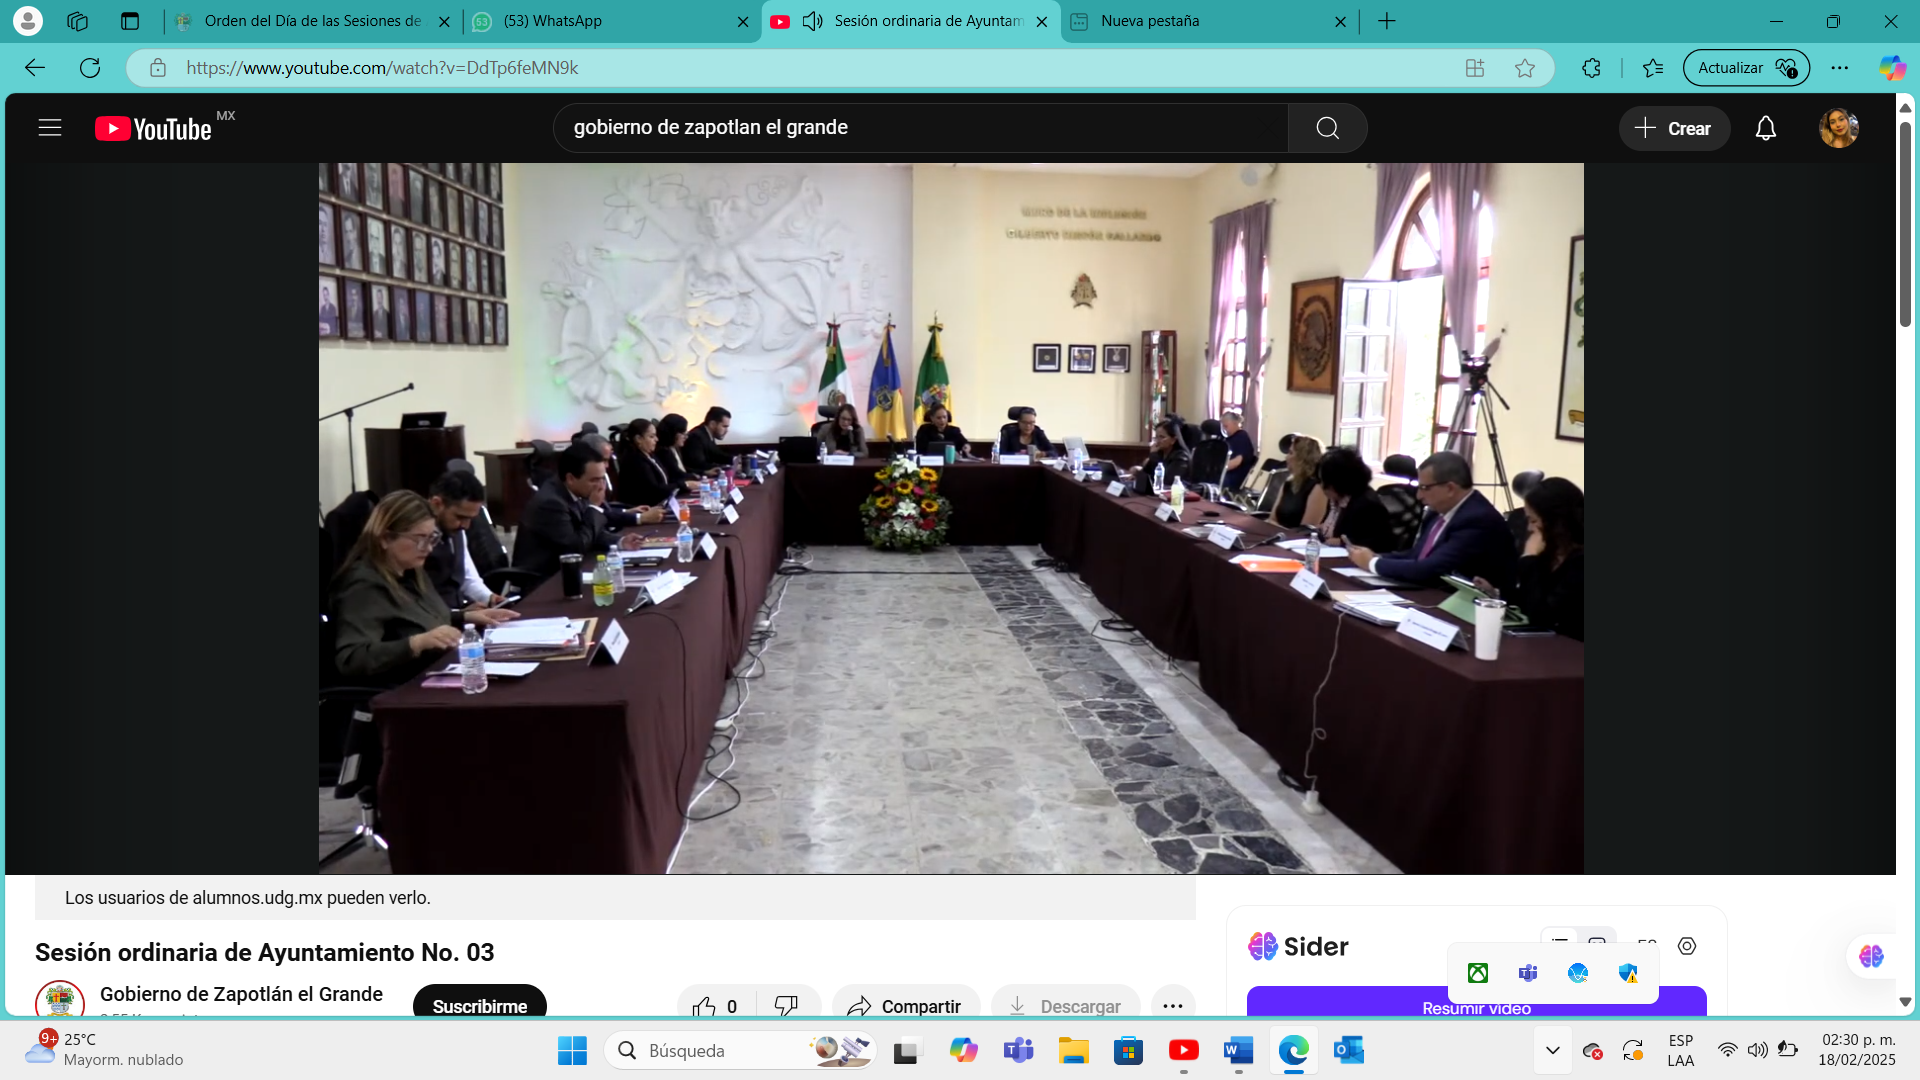 Orden del Día de las Sesiones de
(53) WhatsApp
Sesión ordinaria de Ayuntam
Nueva pestaña
https://www.youtube.com/watch?v=DdTp6feMN9k
Actualizar
YouTube MX
gobierno de zapotlan el grande
Crear
Los usuarios de alumnos.udg.mx pueden verlo.
Sesión ordinaria de Ayuntamiento No. 03
Gobierno de Zapotlán el Grande
Suscribirme
0
Compartir
Descargar
Sider
Resumir video
9+
25°C
Mayorm. nublado
Búsqueda
ESP
LAA
02:30 p. m.
18/02/2025